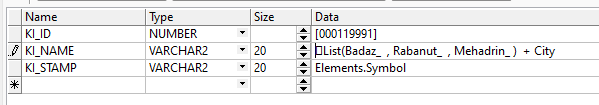 Name Type Size Data
KI_ID NUMBER [000119991]
KI_NAME VARCHAR2 20 List(Badaz_ , Rabanut_ , Mehadrin_ ) + City
KI_STAMP VARCHAR2 20 Elements.Symbol